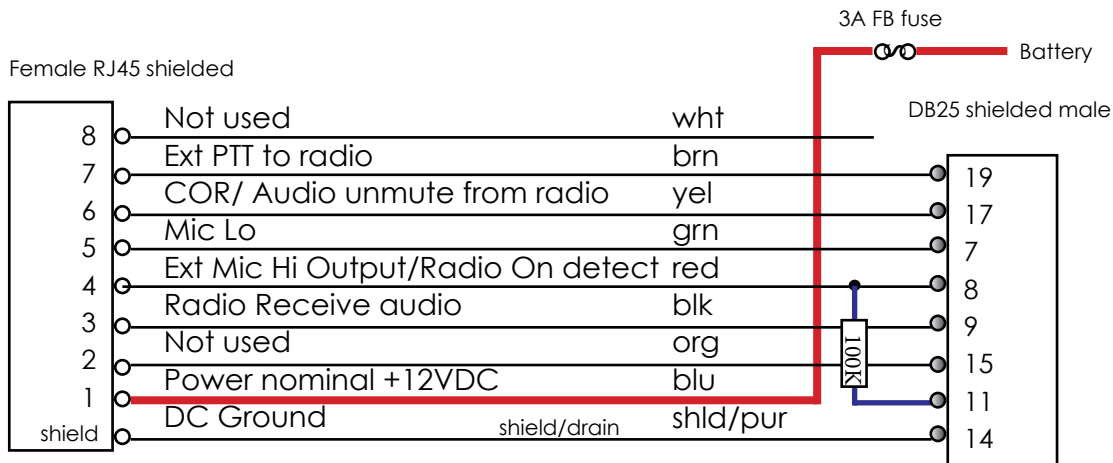 3A FB fuse
Battery
Female RJ45 shielded
DB25 shielded male
8 Not used wht
7 Ext PTT to radio brn 19
6 COR/ Audio unmute from radio yel 17
5 Mic Lo grn 7
4 Ext Mic Hi Output/Radio On detect red 8
3 Radio Receive audio blk 9
2 Not used org 15
100K
1 Power nominal +12VDC blu 11
shield DC Ground shield/drain shld/pur 14